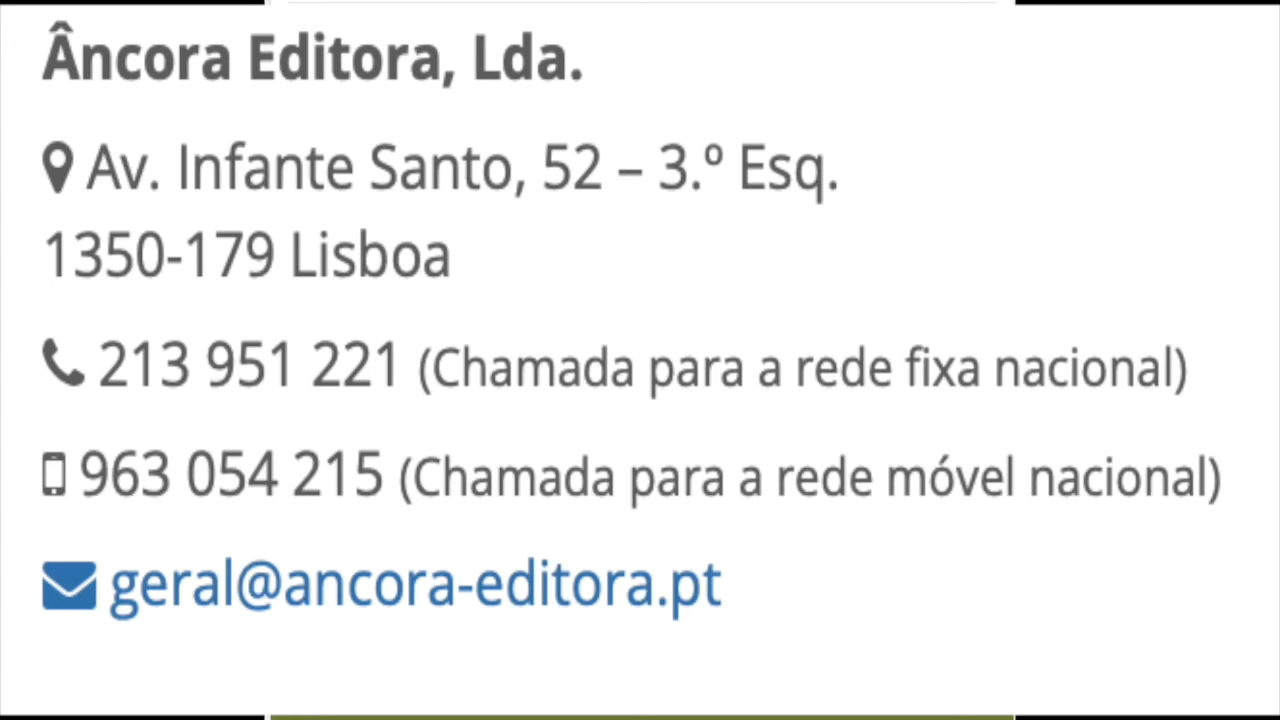 Âncora Editora, Lda.
Av. Infante Santo, 52 – 3.º Esq.
1350-179 Lisboa
213 951 221 (Chamada para a rede fixa nacional)
963 054 215 (Chamada para a rede móvel nacional)
geral@ancora-editora.pt